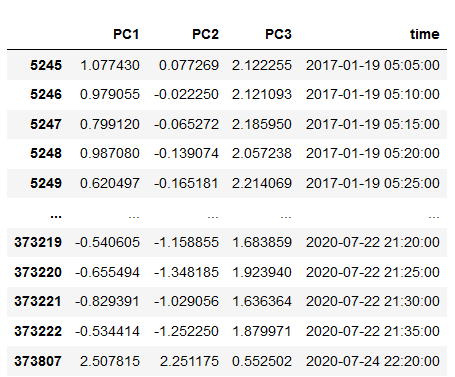 PC1 PC2 PC3 time
5245 1.077430 0.077269 2.122255 2017-01-19 05:05:00
5246 0.979055 -0.022250 2.121093 2017-01-19 05:10:00
5247 0.799120 -0.065272 2.185950 2017-01-19 05:15:00
5248 0.987080 -0.139074 2.057238 2017-01-19 05:20:00
5249 0.620497 -0.165181 2.214069 2017-01-19 05:25:00
... ... ... ... ...
373219 -0.540605 -1.158855 1.683859 2020-07-22 21:20:00
373220 -0.655494 -1.348185 1.923940 2020-07-22 21:25:00
373221 -0.829391 -1.029056 1.636364 2020-07-22 21:30:00
373222 -0.534414 -1.252250 1.879971 2020-07-22 21:35:00
373807 2.507815 2.251175 0.552502 2020-07-24 22:20:00